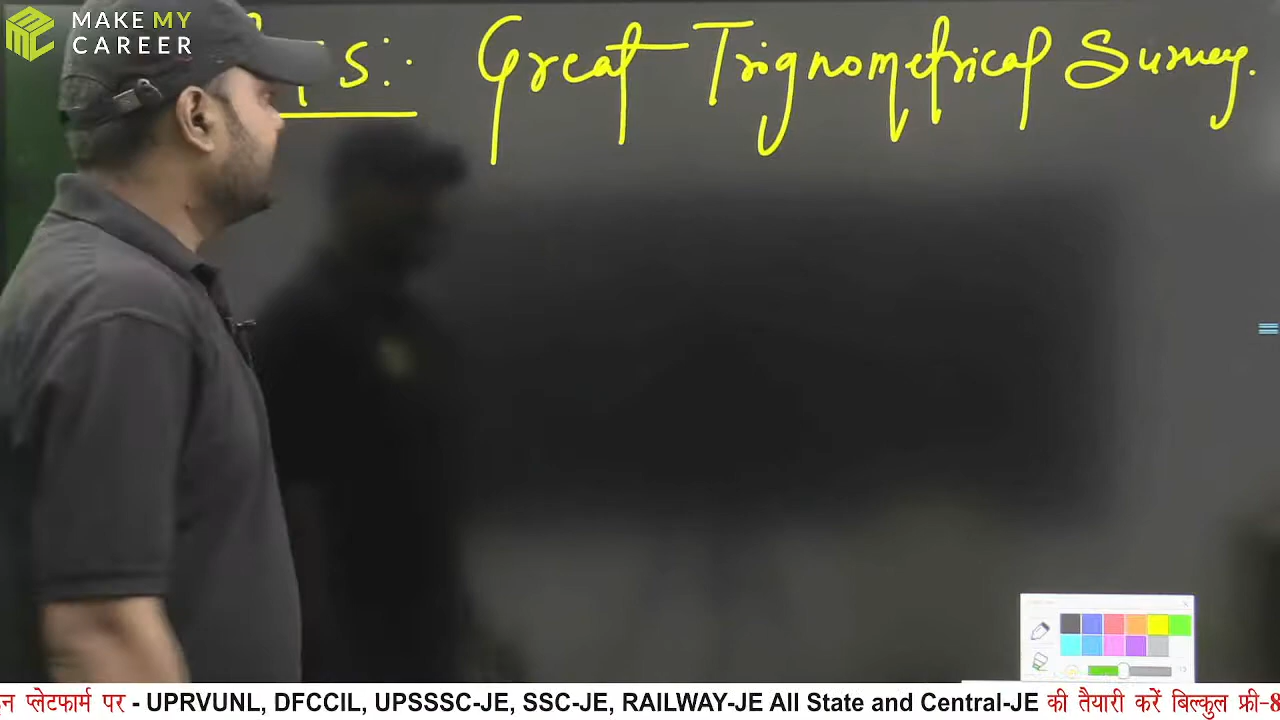 MAKE MY
CAREER
TS:- Great Trignometrical Survey.
प्लेटफार्म पर - UPRVUNL, DFCCIL, UPSSSC-JE, SSC-JE, RAILWAY-JE All State and Central-JE की तैयारी करें बिल्कुल फ्री-8